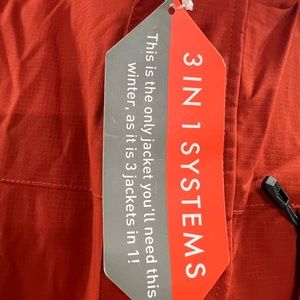 3 IN 1 SYSTEMS
This is the only jacket you'll need this
winter, as it is 3 jackets in 1!